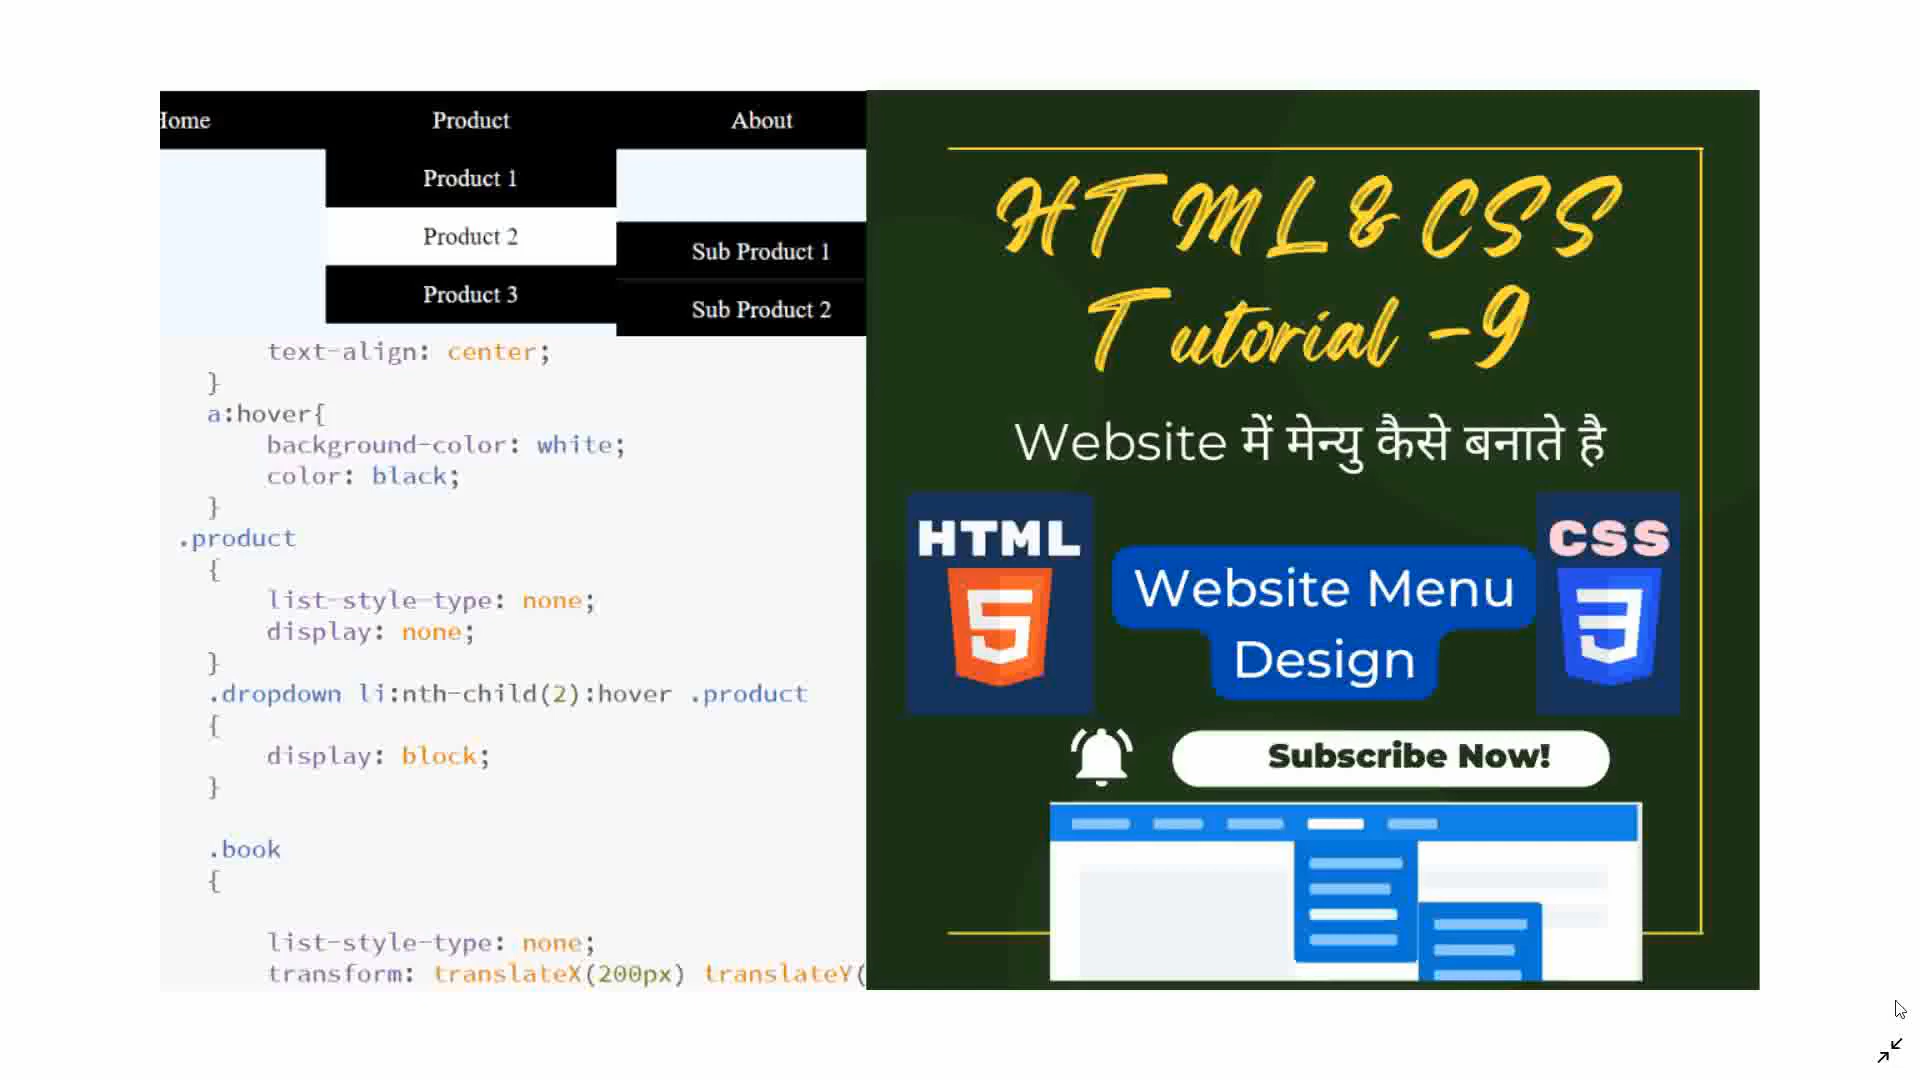 Home Product About
Product 1
Product 2
Product 3
Sub Product 1
Sub Product 2
text-align: center;
}
a:hover{
background-color: white;
color: black;
}
.product
{
list-style-type: none;
display: none;
}
.dropdown li:nth-child(2):hover .product
{
display: block;
}
.book
{
list-style-type: none;
transform: translateX(200px) translateY(
HTML & CSS
Tutorial -9
Website में मेन्यु कैसे बनाते है
HTML
5
Website Menu
Design
CSS
3
Subscribe Now!